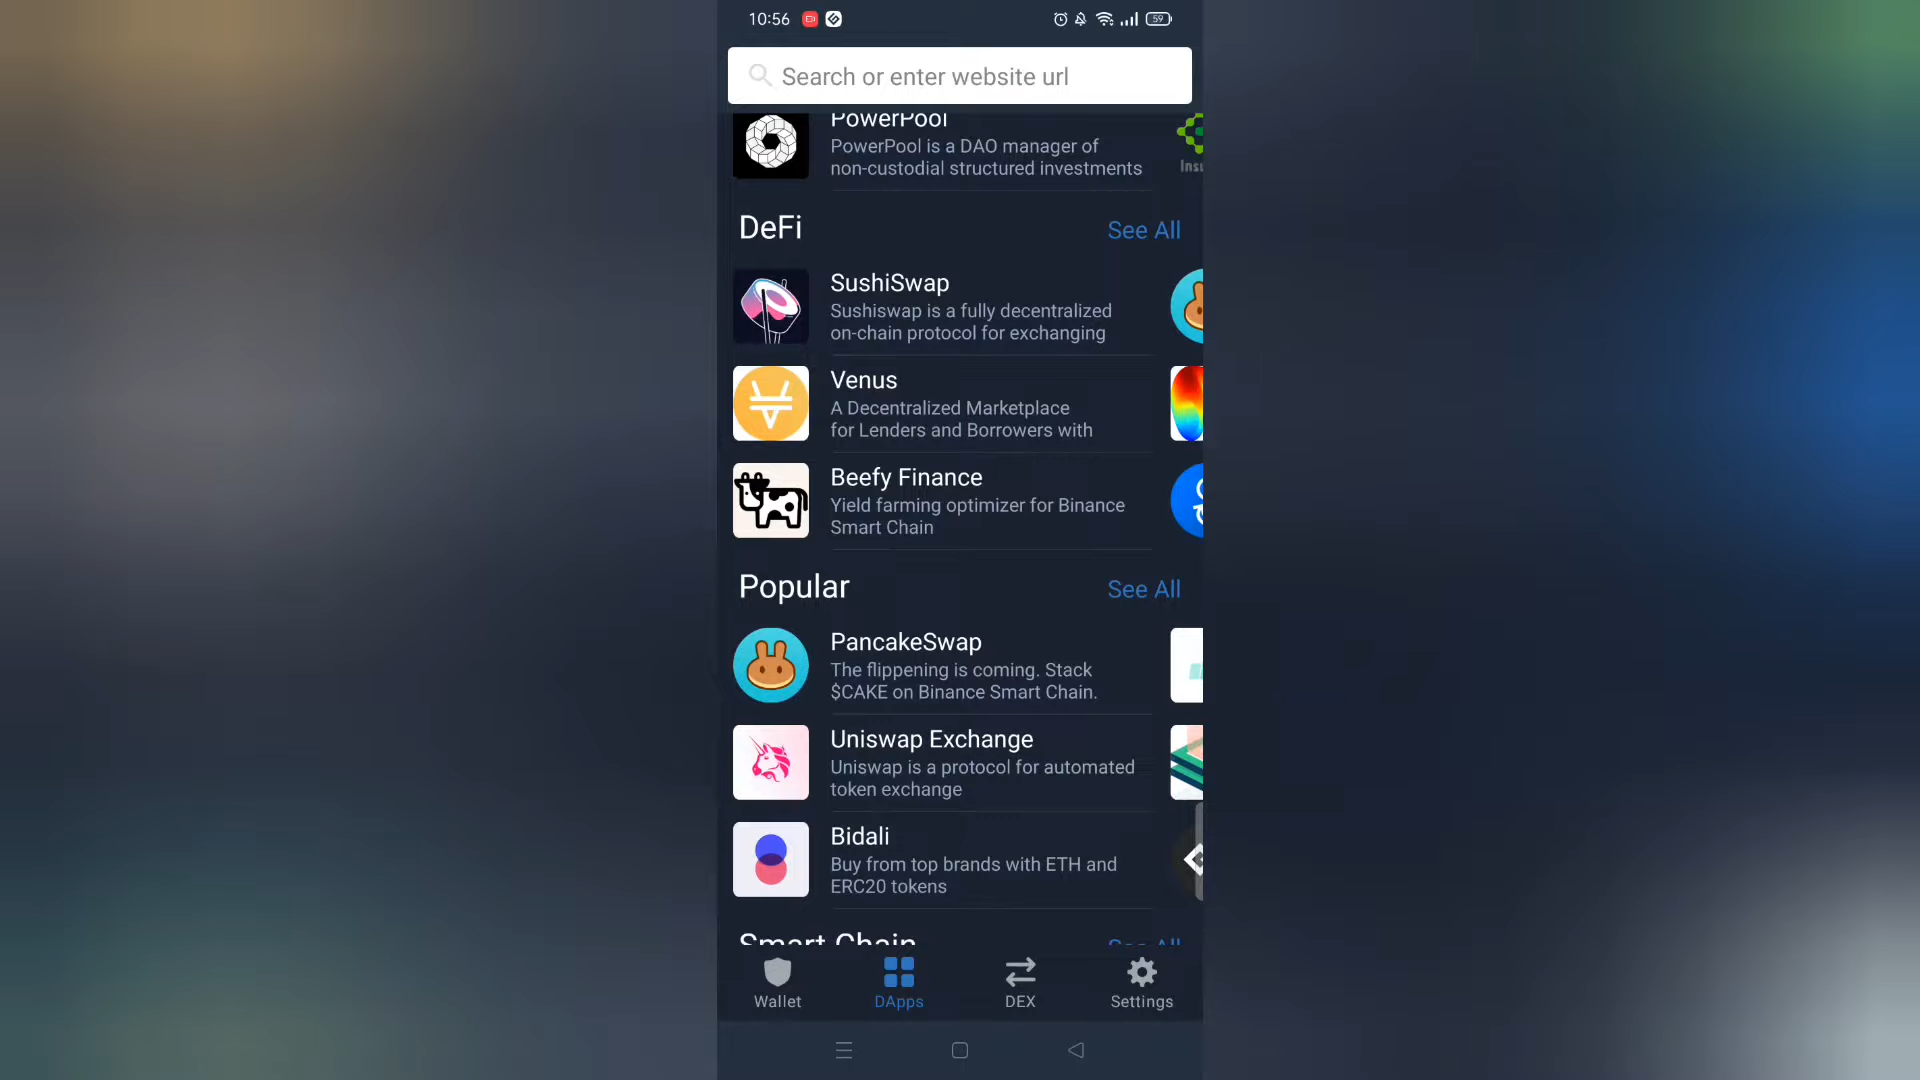 10:56
59
Search or enter website url
PowerPool
PowerPool is a DAO manager of
non-custodial structured investments
DeFi
See All
SushiSwap
Sushiswap is a fully decentralized
on-chain protocol for exchanging
Venus
A Decentralized Marketplace
for Lenders and Borrowers with
Beefy Finance
Yield farming optimizer for Binance
Smart Chain
Popular
See All
PancakeSwap
The flippening is coming. Stack
$CAKE on Binance Smart Chain.
Uniswap Exchange
Uniswap is a protocol for automated
token exchange
Bidali
Buy from top brands with ETH and
ERC20 tokens
Smart Chain
See All
Wallet
DApps
DEX
Settings